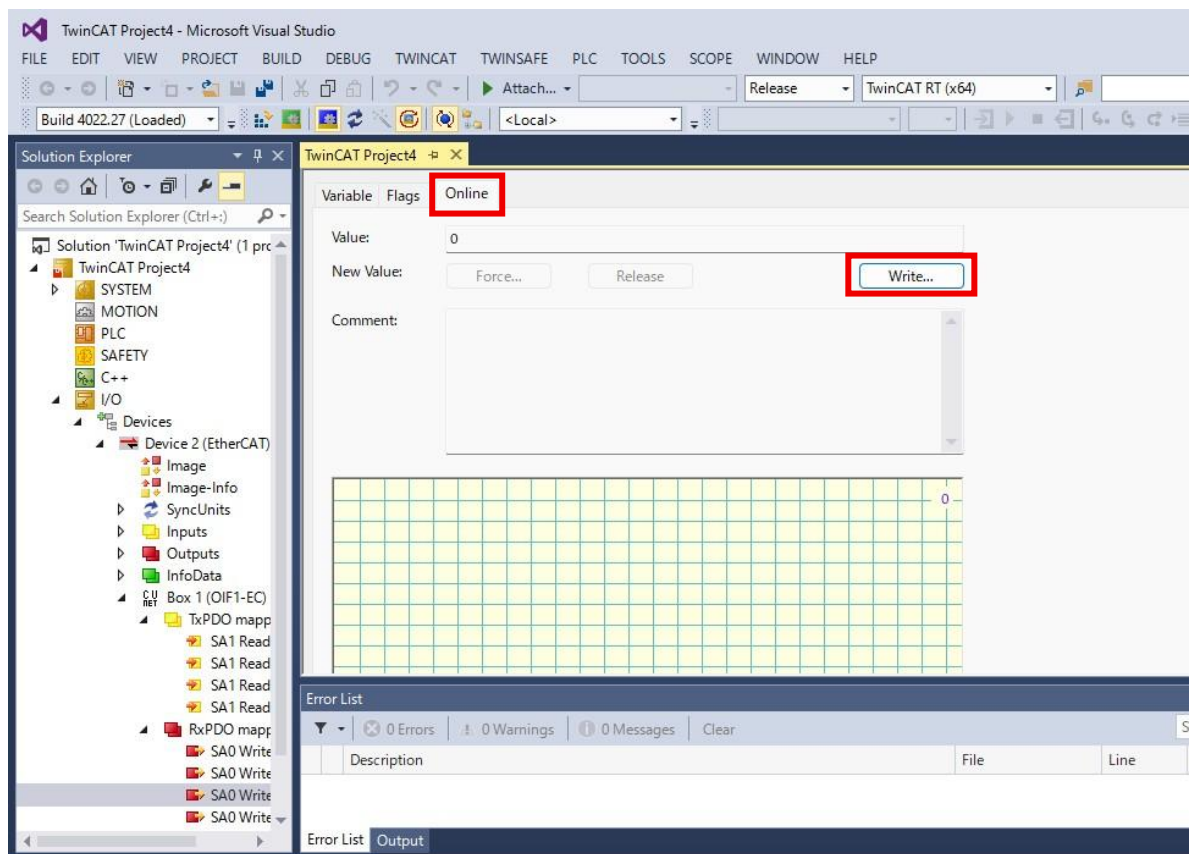 TwinCAT Project4 - Microsoft Visual Studio
FILE EDIT VIEW PROJECT BUILD DEBUG TWINCAT TWINSAFE PLC TOOLS SCOPE WINDOW HELP
Attach... Release TwinCAT RT (x64)
Build 4022.27 (Loaded) <Local>
Solution Explorer
TwinCAT Project4
Search Solution Explorer (Ctrl+:)
Solution 'TwinCAT Project4' (1 prc
TwinCAT Project4
SYSTEM
MOTION
PLC
SAFETY
C++
I/O
Devices
Device 2 (EtherCAT)
Image
Image-Info
SyncUnits
Inputs
Outputs
InfoData
CU NET Box 1 (OIF1-EC)
TxPDO mapp
SA1 Read
SA1 Read
SA1 Read
SA1 Read
RxPDO mapp
SA0 Write
SA0 Write
SA0 Write
SA0 Write
Variable Flags Online
Value: 0
New Value: Force... Release Write...
Comment:
0
Error List
0 Errors 0 Warnings 0 Messages Clear S
Description File Line
Error List Output